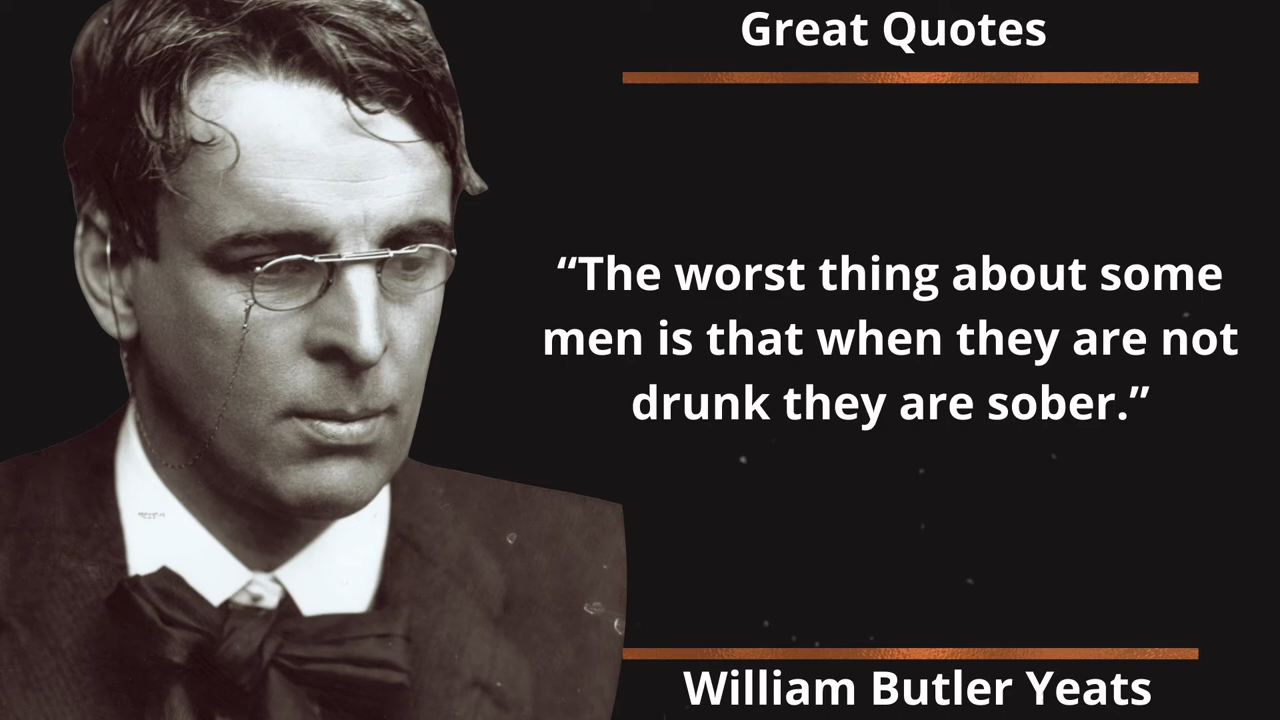 Great Quotes
“The worst thing about some
men is that when they are not
drunk they are sober.”
William Butler Yeats